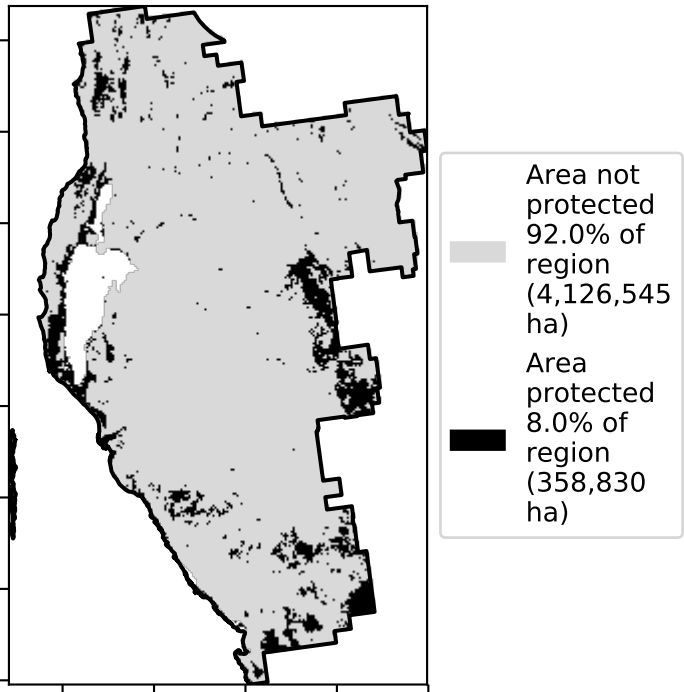 Area not
protected
92.0% of
region
(4,126,545
ha)
Area
protected
8.0% of
region
(358,830
ha)